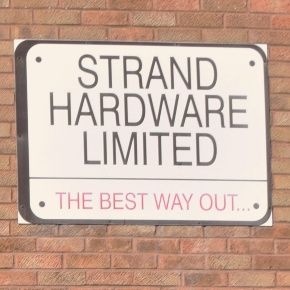 STRAND
HARDWARE
LIMITED
THE BEST WAY OUT...